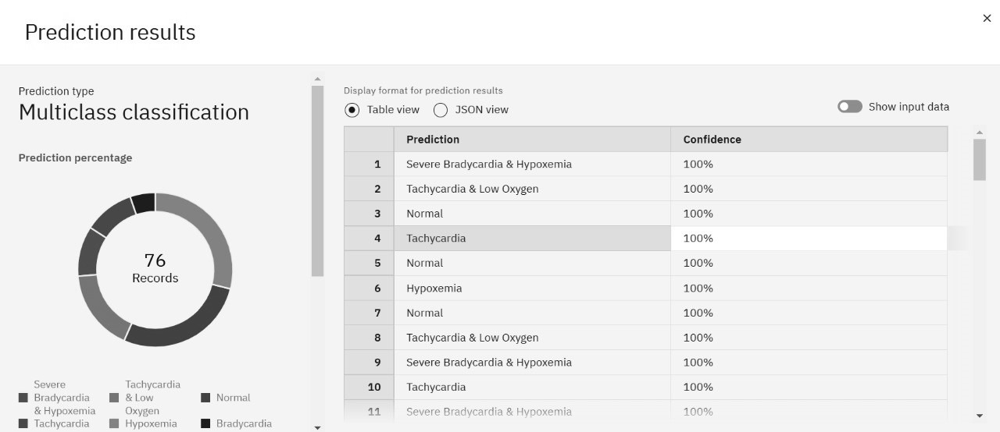 Prediction results
Prediction type
Multiclass classification
Prediction percentage
76
Records
Severe Bradycardia & Hypoxemia
Tachycardia & Low Oxygen
Normal
Tachycardia
Hypoxemia
Bradycardia
Display format for prediction results
Table view JSON view
Show input data
Prediction Confidence
1 Severe Bradycardia & Hypoxemia 100%
2 Tachycardia & Low Oxygen 100%
3 Normal 100%
4 Tachycardia 100%
5 Normal 100%
6 Hypoxemia 100%
7 Normal 100%
8 Tachycardia & Low Oxygen 100%
9 Severe Bradycardia & Hypoxemia 100%
10 Tachycardia 100%
11 Severe Bradycardia & Hypoxemia 100%